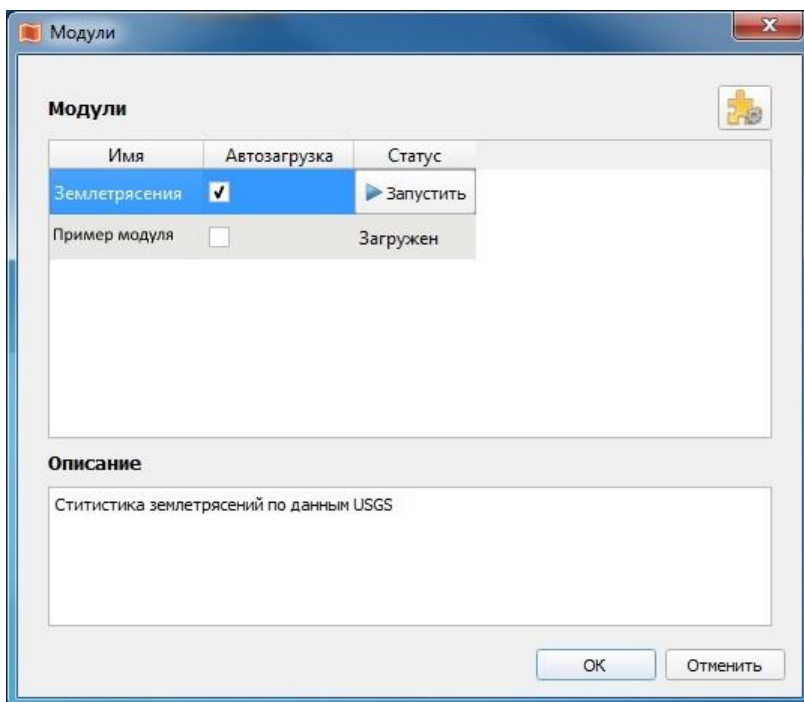 Модули
Модули
Имя Автозагрузка Статус
Землетрясения Запустить
Пример модуля Загружен
Описание
Ститистика землетрясений по данным USGS
OK Отменить